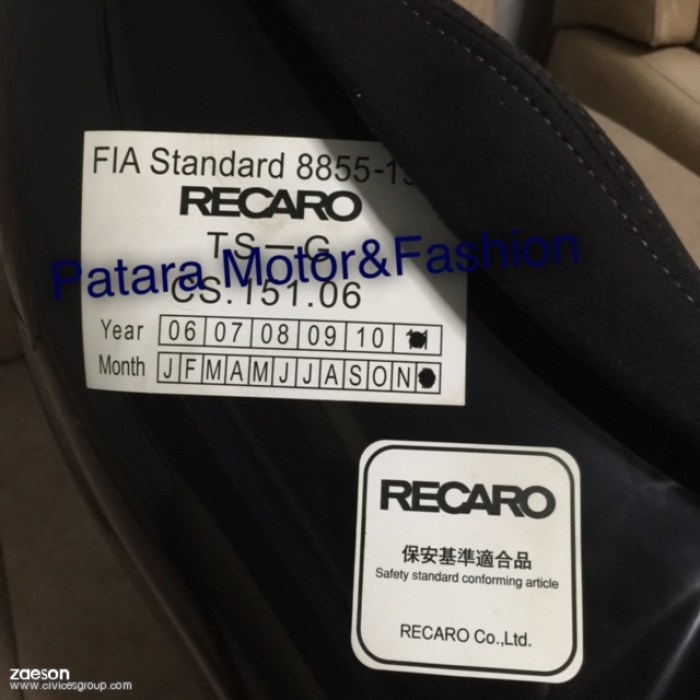 FIA Standard 8855-1
RECARO
TS-G
Patara Motor&Fashion
CS.151.06
Year 06 07 08 09 10
Month J F M A M J J A S O N
RECARO
保安基準適合品
Safety standard conforming article
RECARO Co.,Ltd.
zaeson
www.civicesgroup.com